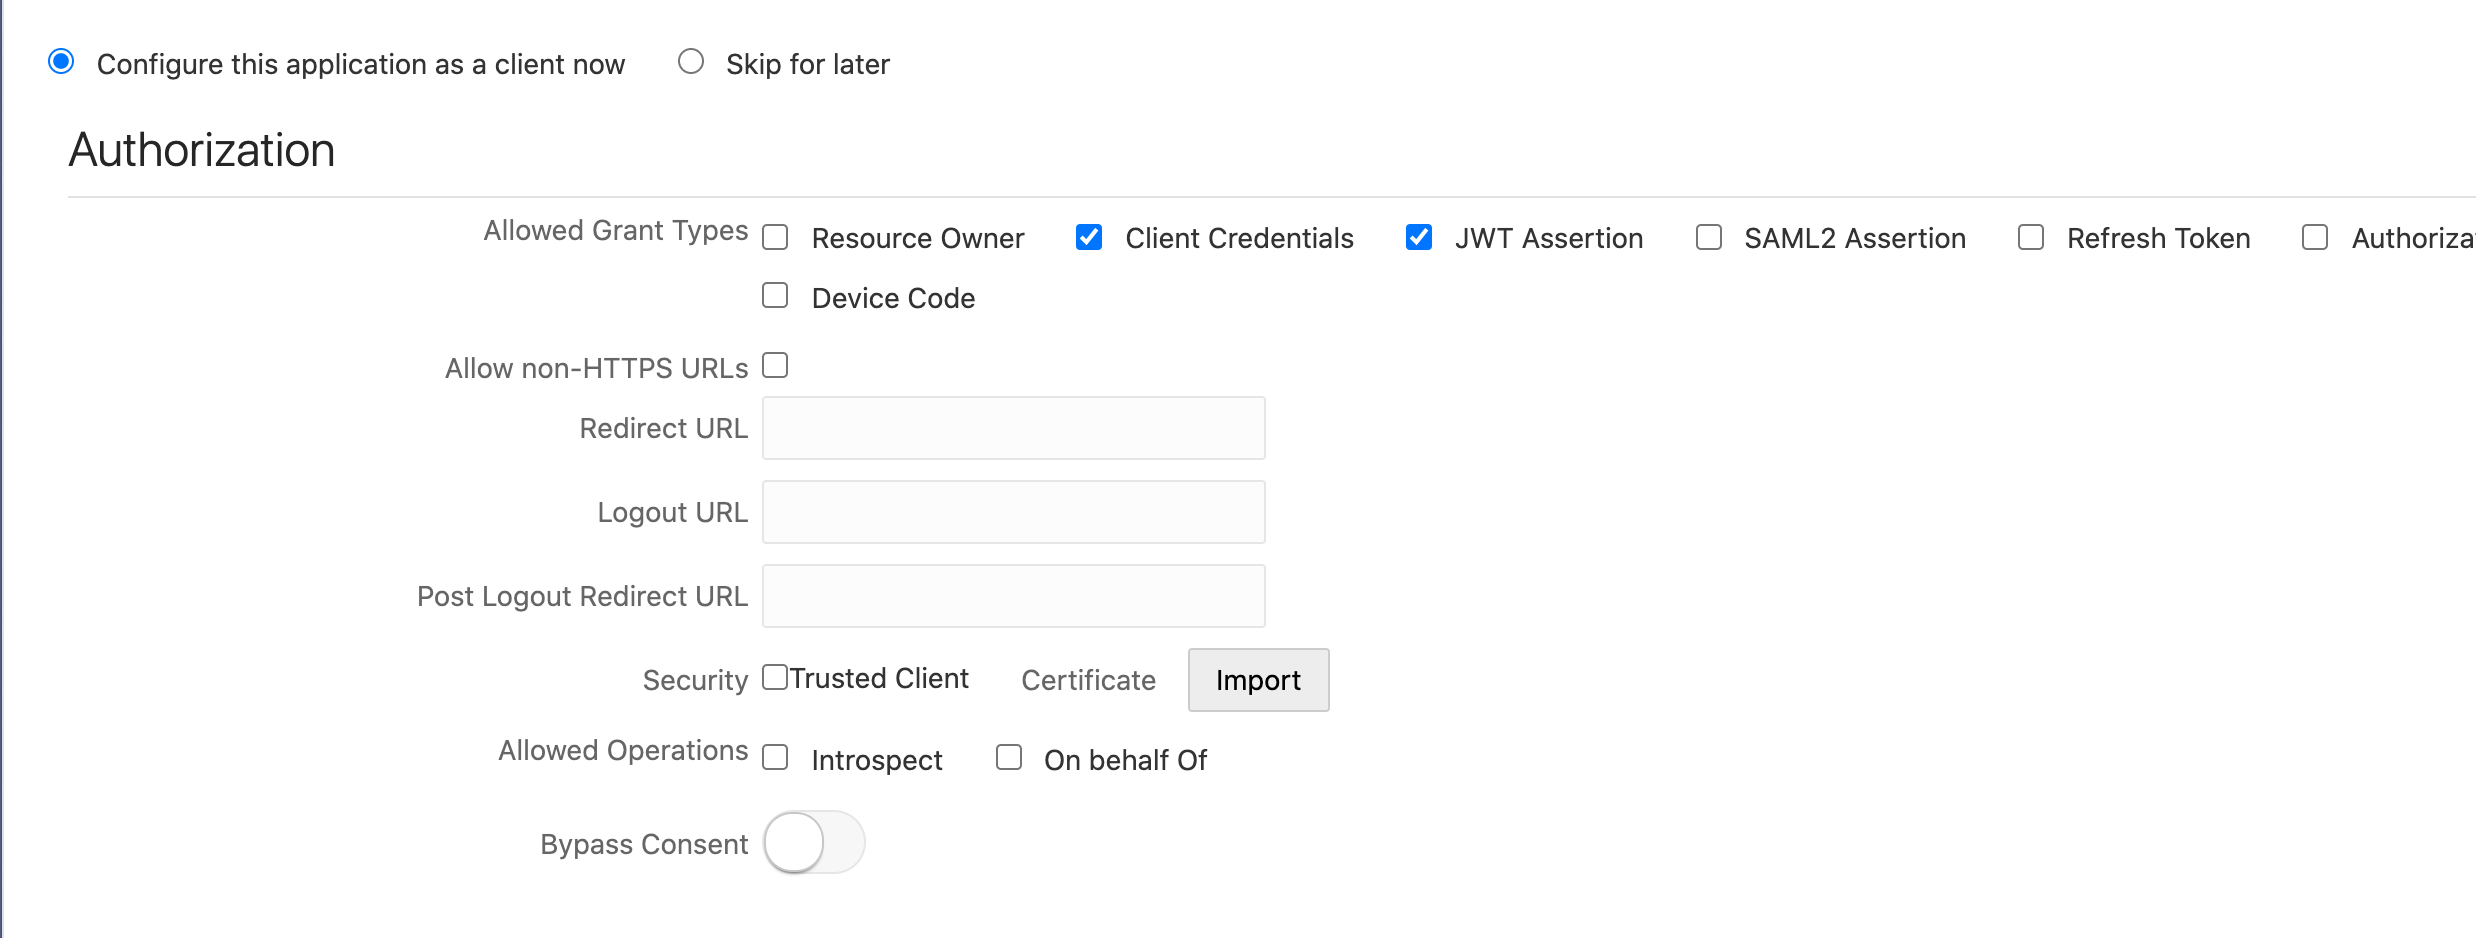 Configure this application as a client now Skip for later
Authorization
Allowed Grant Types Resource Owner Client Credentials JWT Assertion SAML2 Assertion Refresh Token Authoriza
Device Code
Allow non-HTTPS URLs
Redirect URL
Logout URL
Post Logout Redirect URL
Security Trusted Client Certificate Import
Allowed Operations Introspect On behalf Of
Bypass Consent